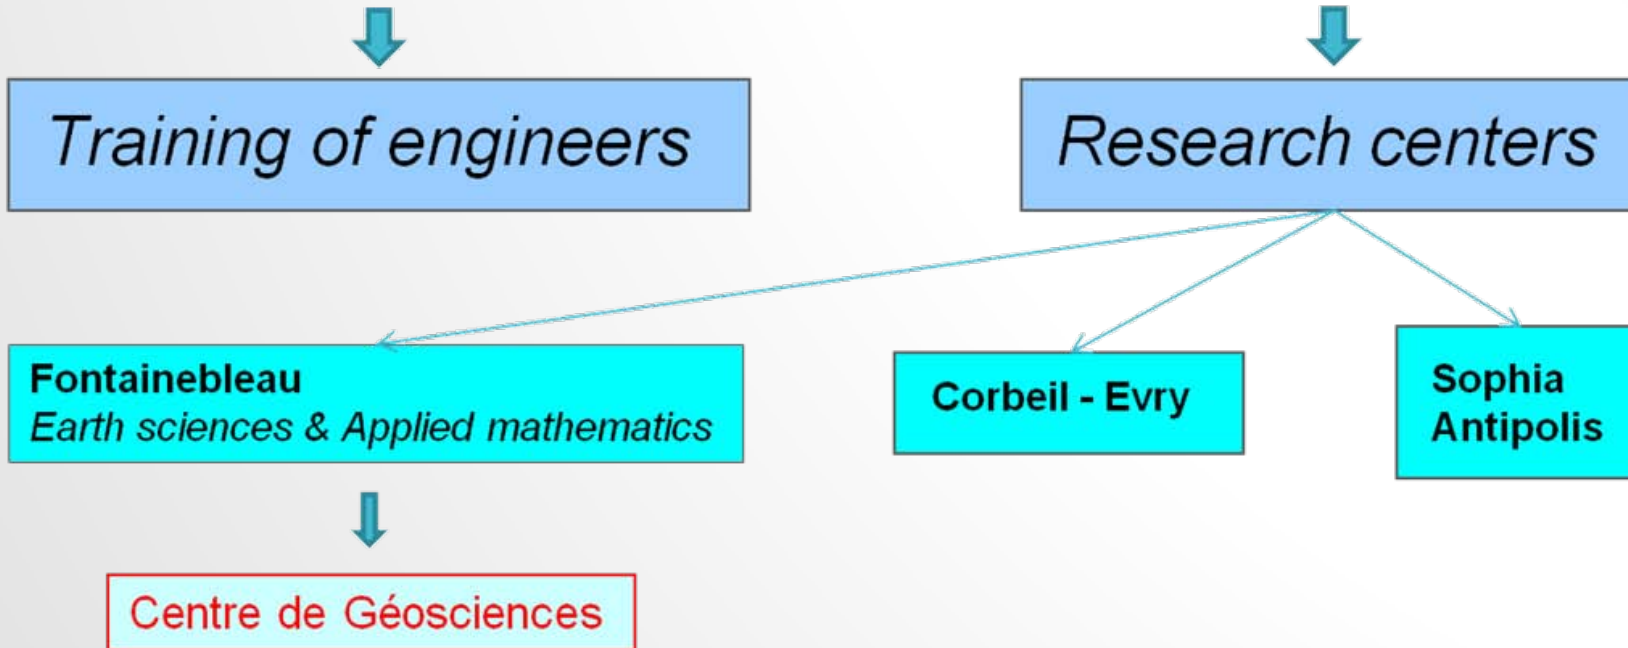 Training of engineers
Research centers
Fontainebleau
Earth sciences & Applied mathematics
Corbeil - Evry
Sophia
Antipolis
Centre de Géosciences